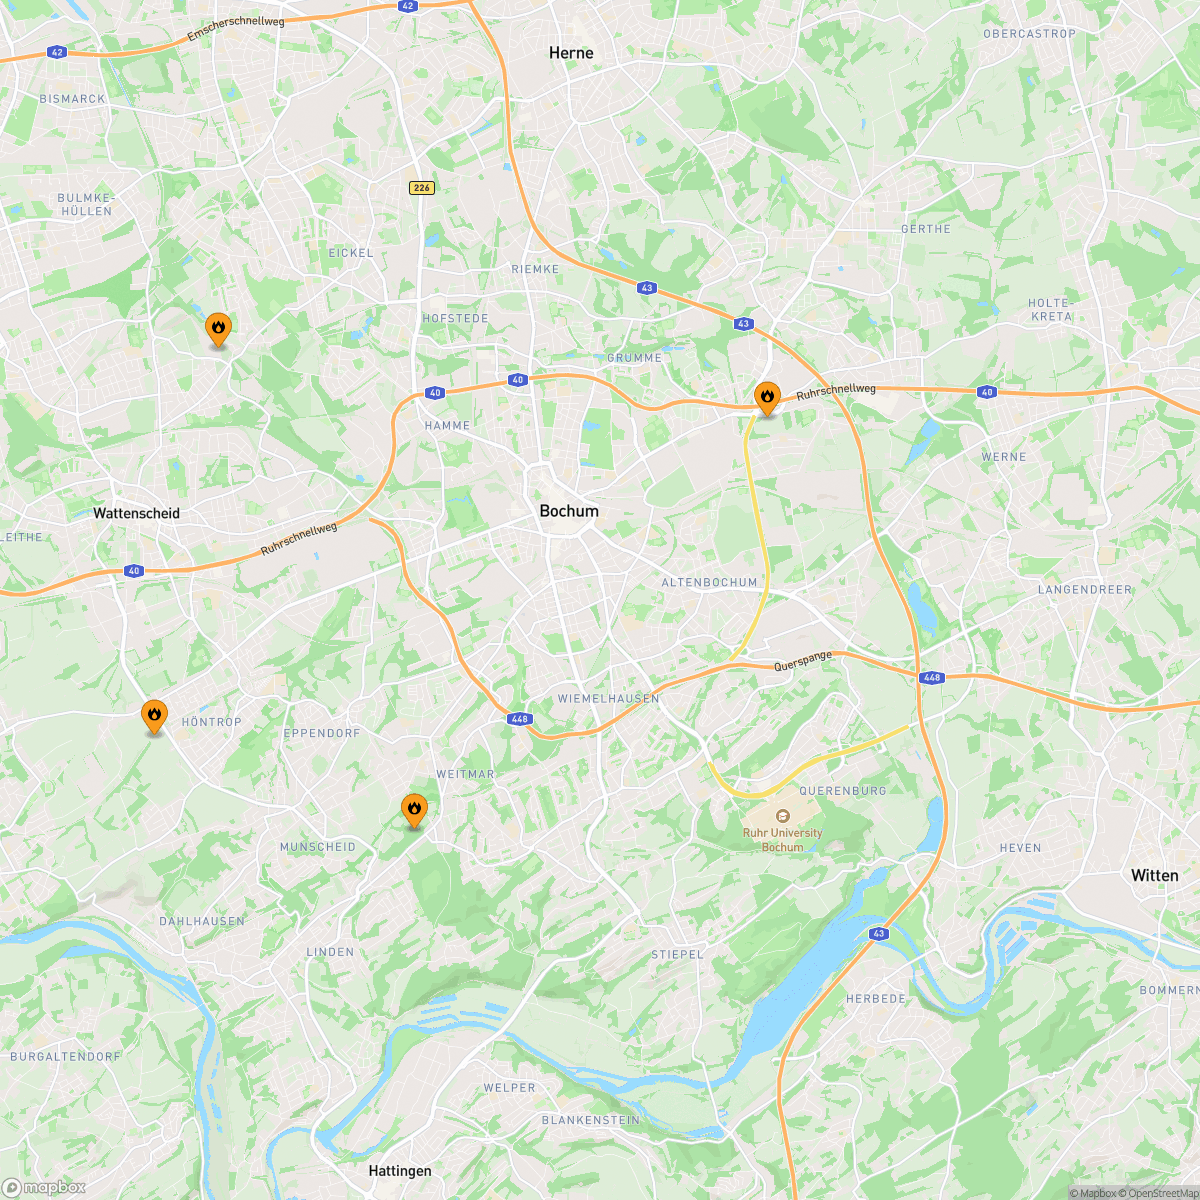 42
Emscherschnellweg
42
Herne
OBERCASTROP
BISMARCK
226
BULMKE-
HÜLLEN
EICKEL
GERTHE
RIEMKE
43
HOLTE-
KRETA
HOFSTEDE
43
GRUMME
40
40
Ruhrschnellweg
40
HAMME
WERNE
Wattenscheid
Bochum
LEITHE
Ruhrschnellweg
40
ALTENBOCHUM
LANGENDREER
Querspange
448
WIEMELHAUSEN
448
HÖNTROP
EPPENDORF
WEITMAR
QUERENBURG
Ruhr University
Bochum
MUNSCHEID
HEVEN
Witten
DAHLHAUSEN
43
LINDEN
STIEPEL
HERBEDE
BOMMERN
BURGALTENDORF
WELPER
BLANKENSTEIN
Hattingen
mapbox
© Mapbox © OpenStreetMap